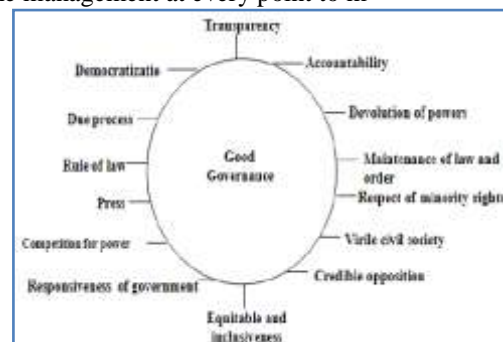 management at every point to
Transparency
Democratizatio
Accountability
Due process
Devolution of powers
Rule of law
Good
Governance
Maintenance of law and
order
Press
Respect of minority rights
Competition for power
Virile civil society
Responsiveness of government
Credible opposition
Equitable and
inclusiveness